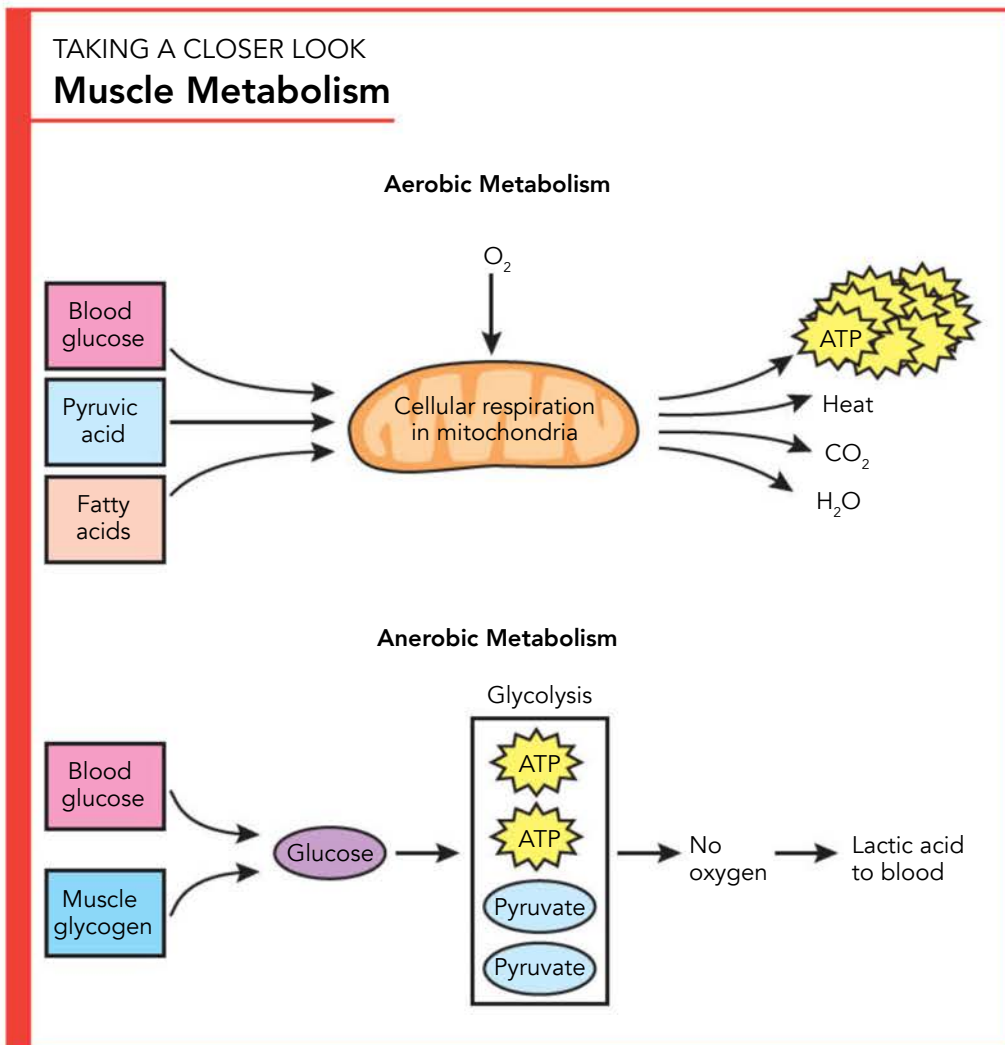 TAKING A CLOSER LOOK
Muscle Metabolism
Aerobic Metabolism
O₂
Blood
glucose
Pyruvic
acid
Fatty
acids
Cellular respiration
in mitochondria
ATP
Heat
CO₂
H₂O
Anerobic Metabolism
Glycolysis
Blood
glucose
Muscle
glycogen
Glucose
ATP
ATP
Pyruvate
Pyruvate
No
oxygen
Lactic acid
to blood